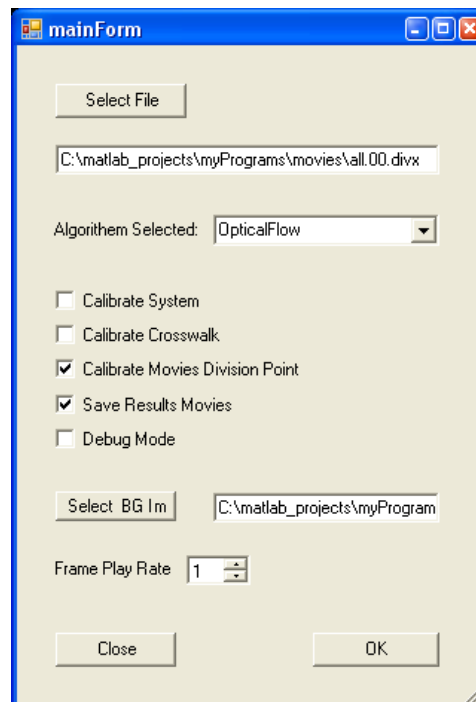 mainForm
Select File
C:\matlab_projects\myPrograms\movies\all.00.divx
Algorithem Selected: OpticalFlow
Calibrate System
Calibrate Crosswalk
Calibrate Movies Division Point
Save Results Movies
Debug Mode
Select BG Im C:\matlab_projects\myProgram
Frame Play Rate 1
Close OK